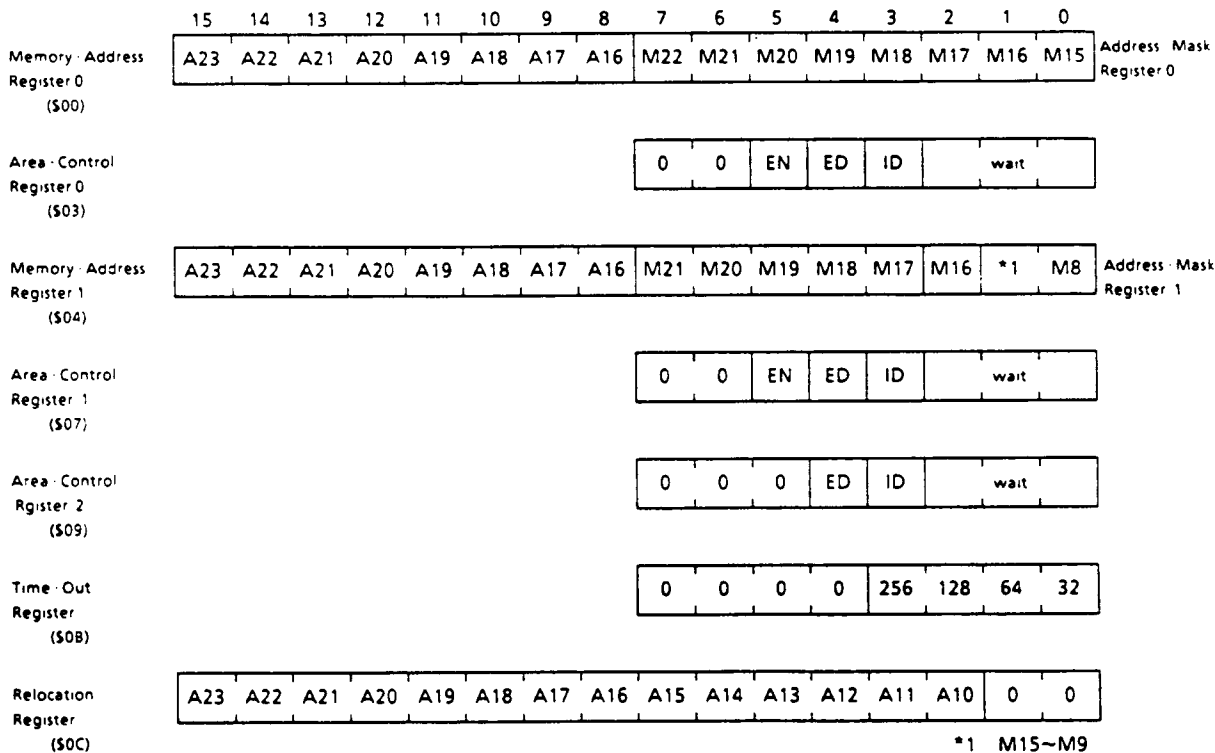 15 14 13 12 11 10 9 8 7 6 5 4 3 2 1 0
Memory · Address
Register 0
($00)
A23 A22 A21 A20 A19 A18 A17 A16 M22 M21 M20 M19 M18 M17 M16 M15
Address · Mask
Register 0
Area · Control
Register 0
($03)
0 0 EN ED ID wait
Memory · Address
Register 1
($04)
A23 A22 A21 A20 A19 A18 A17 A16 M21 M20 M19 M18 M17 M16 *1 M8
Address · Mask
Register 1
Area · Control
Register 1
($07)
0 0 EN ED ID wait
Area · Control
Rgister 2
($09)
0 0 0 ED ID wait
Time · Out
Register
($0B)
0 0 0 0 256 128 64 32
Relocation
Register
($0C)
A23 A22 A21 A20 A19 A18 A17 A16 A15 A14 A13 A12 A11 A10 0 0
*1 M15~M9